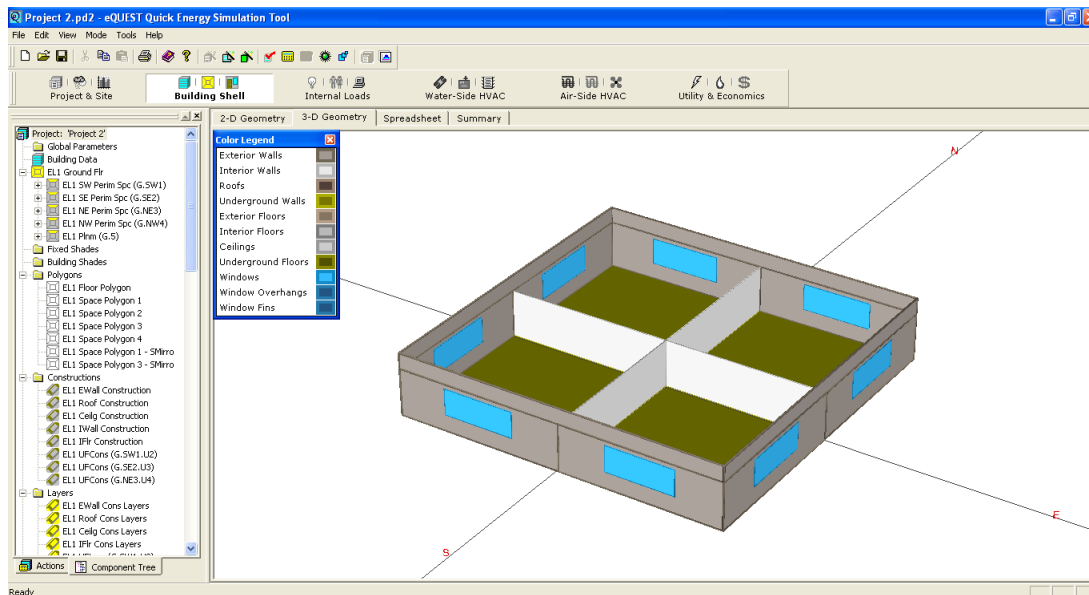 Project 2.pd2 - eQUEST Quick Energy Simulation Tool
File Edit View Mode Tools Help
Project & Site
Building Shell
Internal Loads
Water-Side HVAC
Air-Side HVAC
Utility & Economics
2-D Geometry
3-D Geometry
Spreadsheet
Summary
Project: 'Project 2'
Global Parameters
Building Data
EL1 Ground Flr
EL1 SW Perim Spc (G.SW1)
EL1 SE Perim Spc (G.SE2)
EL1 NE Perim Spc (G.NE3)
EL1 NW Perim Spc (G.NW4)
EL1 Plnm (G.5)
Fixed Shades
Building Shades
Polygons
EL1 Floor Polygon
EL1 Space Polygon 1
EL1 Space Polygon 2
EL1 Space Polygon 3
EL1 Space Polygon 4
EL1 Space Polygon 1 - SMirro
EL1 Space Polygon 3 - SMirro
Constructions
EL1 EWall Construction
EL1 Roof Construction
EL1 Ceilg Construction
EL1 IWall Construction
EL1 IFlr Construction
EL1 UFCons (G.SW1.U2)
EL1 UFCons (G.SE2.U3)
EL1 UFCons (G.NE3.U4)
Layers
EL1 EWall Cons Layers
EL1 Roof Cons Layers
EL1 Ceilg Cons Layers
EL1 IFlr Cons Layers
Actions
Component Tree
Color Legend
Exterior Walls
Interior Walls
Roofs
Underground Walls
Exterior Floors
Interior Floors
Ceilings
Underground Floors
Windows
Window Overhangs
Window Fins
N
E
S
Ready